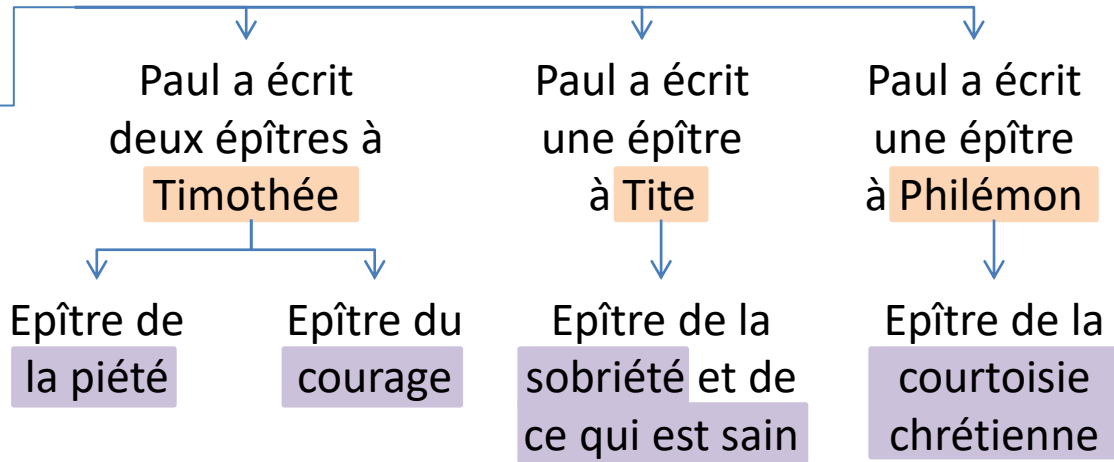 Paul a écrit
deux épîtres à
Timothée
Paul a écrit
une épître
à Tite
Paul a écrit
une épître
à Philémon
Epître de
la piété
Epître du
courage
Epître de la
sobriété et de
ce qui est sain
Epître de la
courtoisie
chrétienne